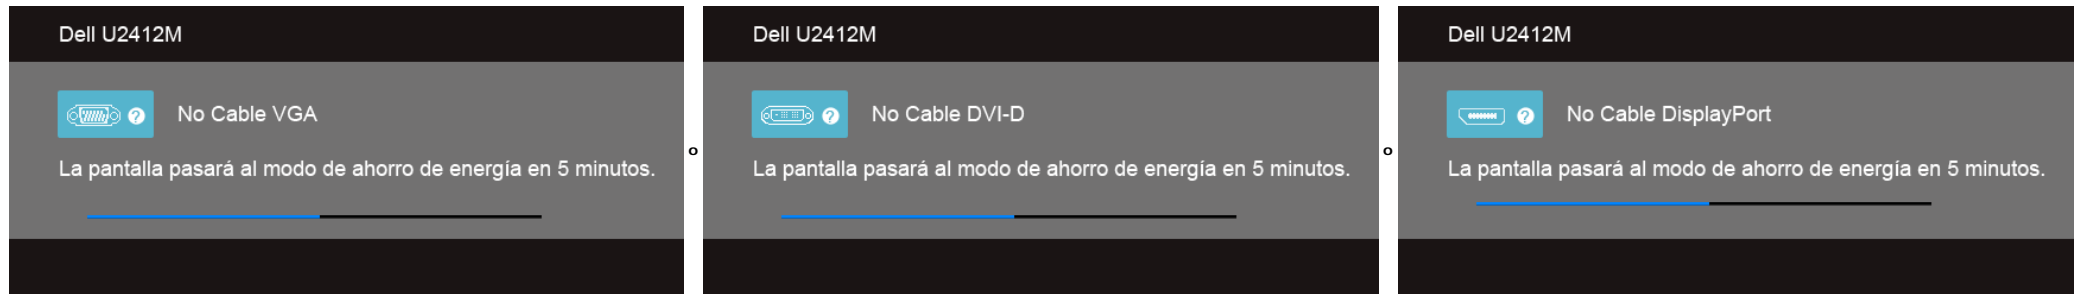 Dell U2412M
No Cable VGA
La pantalla pasará al modo de ahorro de energía en 5 minutos.
o
Dell U2412M
No Cable DVI-D
La pantalla pasará al modo de ahorro de energía en 5 minutos.
o
Dell U2412M
No Cable DisplayPort
La pantalla pasará al modo de ahorro de energía en 5 minutos.